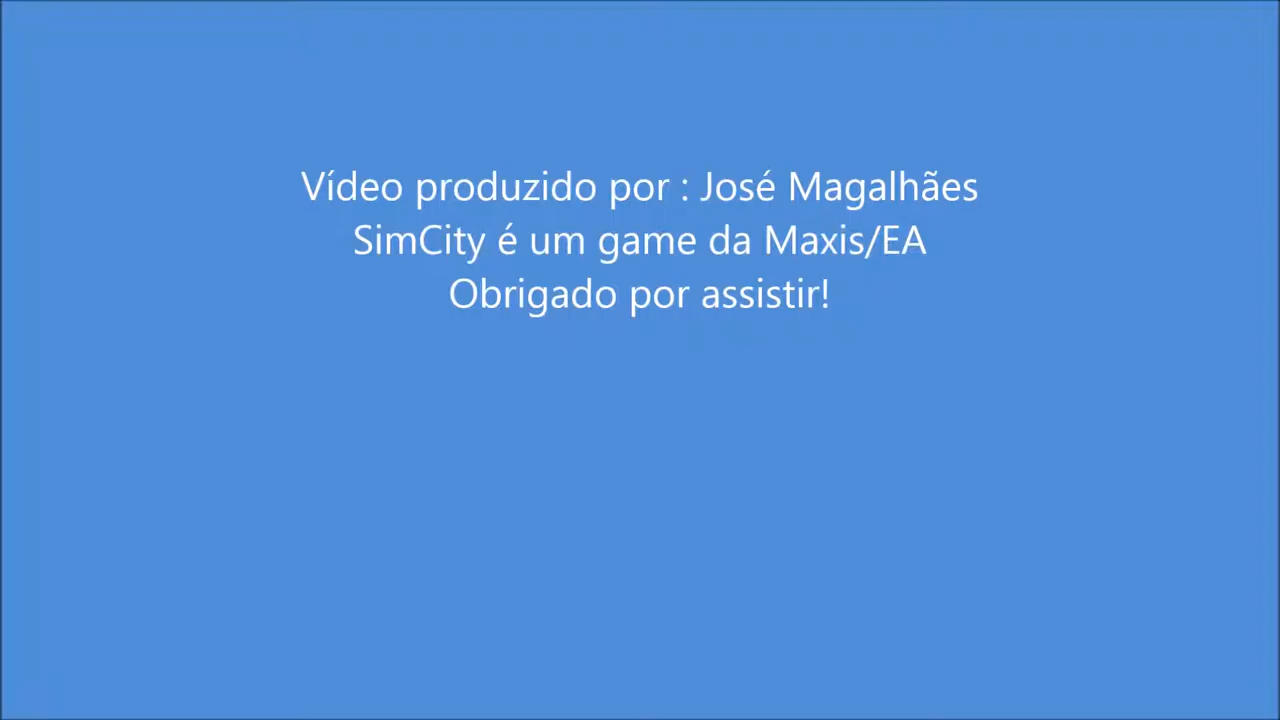 Vídeo produzido por : José Magalhães
SimCity é um game da Maxis/EA
Obrigado por assistir!